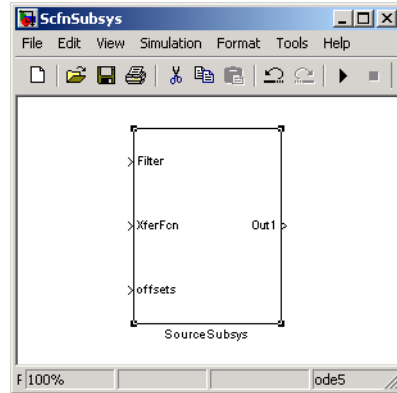 ScfnSubsys
File Edit View Simulation Format Tools Help
Filter
XferFcn Out1
offsets
SourceSubsys
F 100% ode5